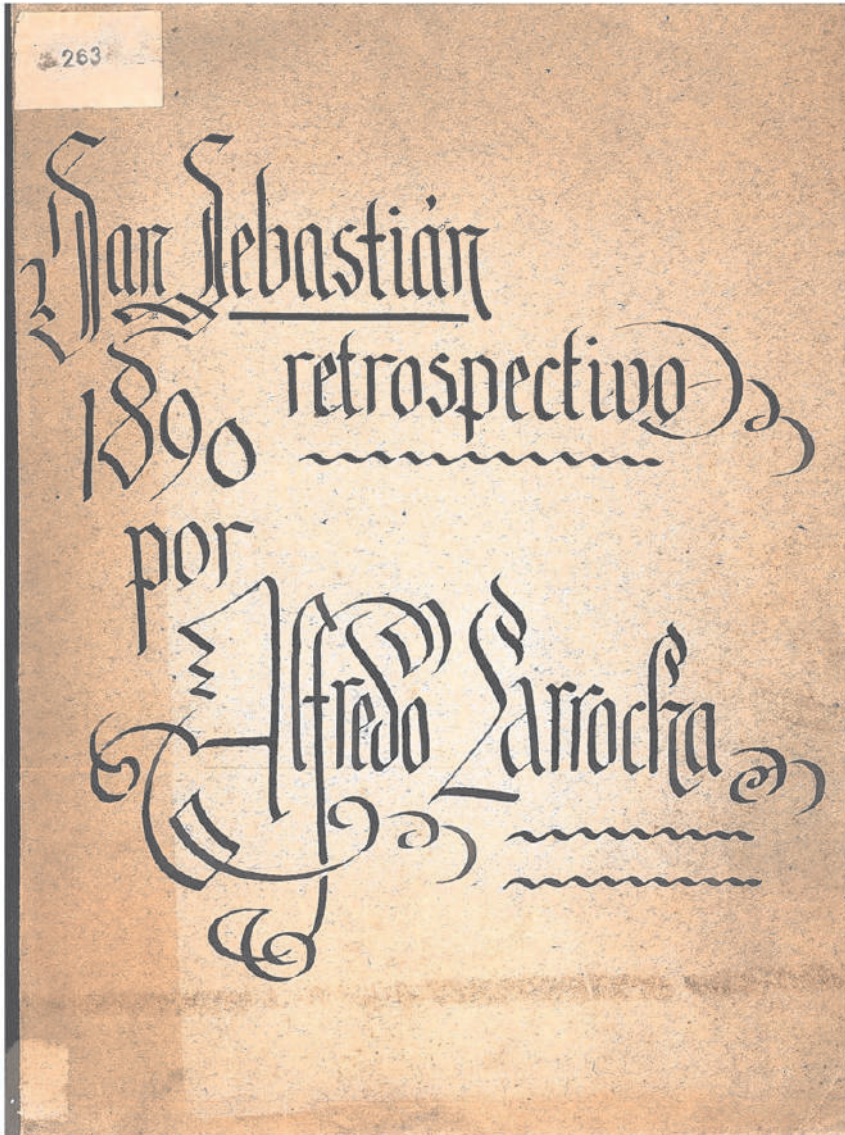 263
San Sebastián
retrospectivo
1890
por
Alfredo Larrocha